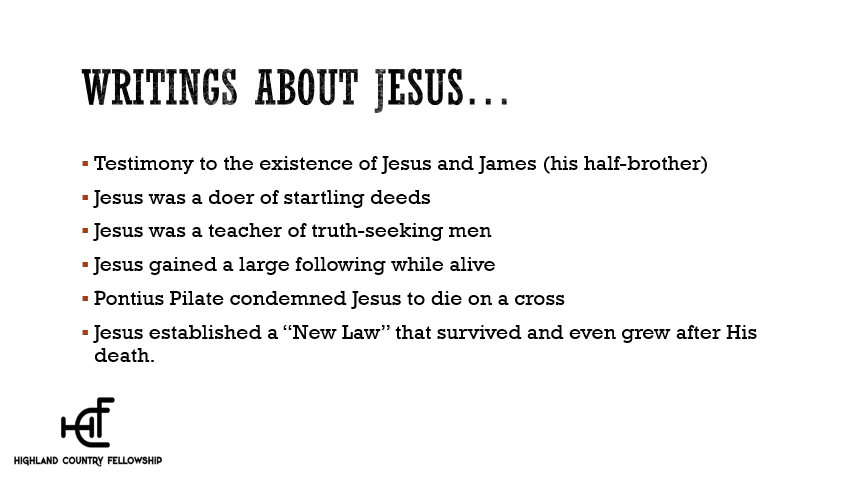 WRITINGS ABOUT JESUS...
▪ Testimony to the existence of Jesus and James (his half-brother)
▪ Jesus was a doer of startling deeds
▪ Jesus was a teacher of truth-seeking men
▪ Jesus gained a large following while alive
▪ Pontius Pilate condemned Jesus to die on a cross
▪ Jesus established a “New Law” that survived and even grew after His
death.
HCF
HIGHLAND COUNTRY FELLOWSHIP